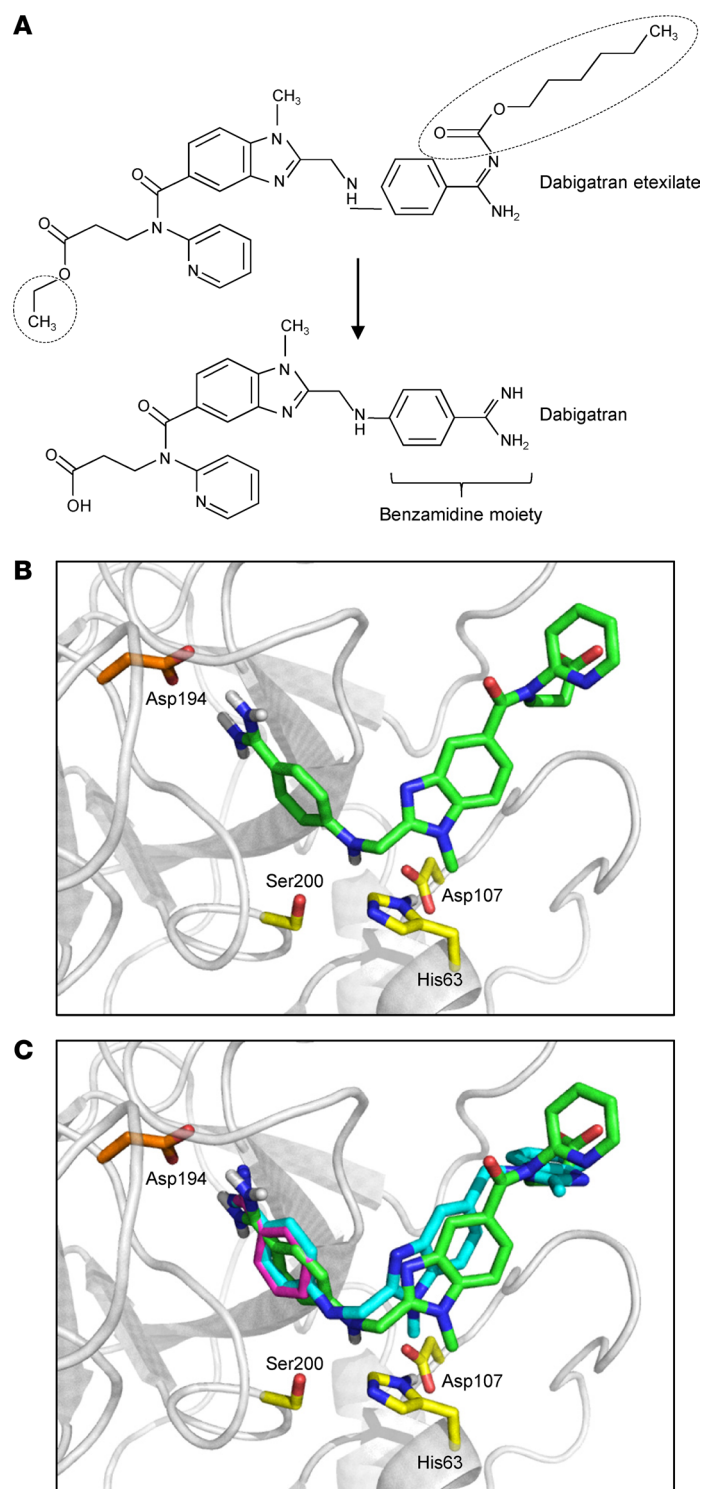 A
CH3
CH3
O
O
N
N
O
N
N
H
NH2
Dabigatran etexilate
O
N
O
N
CH3
CH3
N
O
N
N
H
NH
NH2
Dabigatran
O
N
OH
N
Benzamidine moiety
B
Asp194
Ser200
Asp107
His63
C
Asp194
Ser200
Asp107
His63